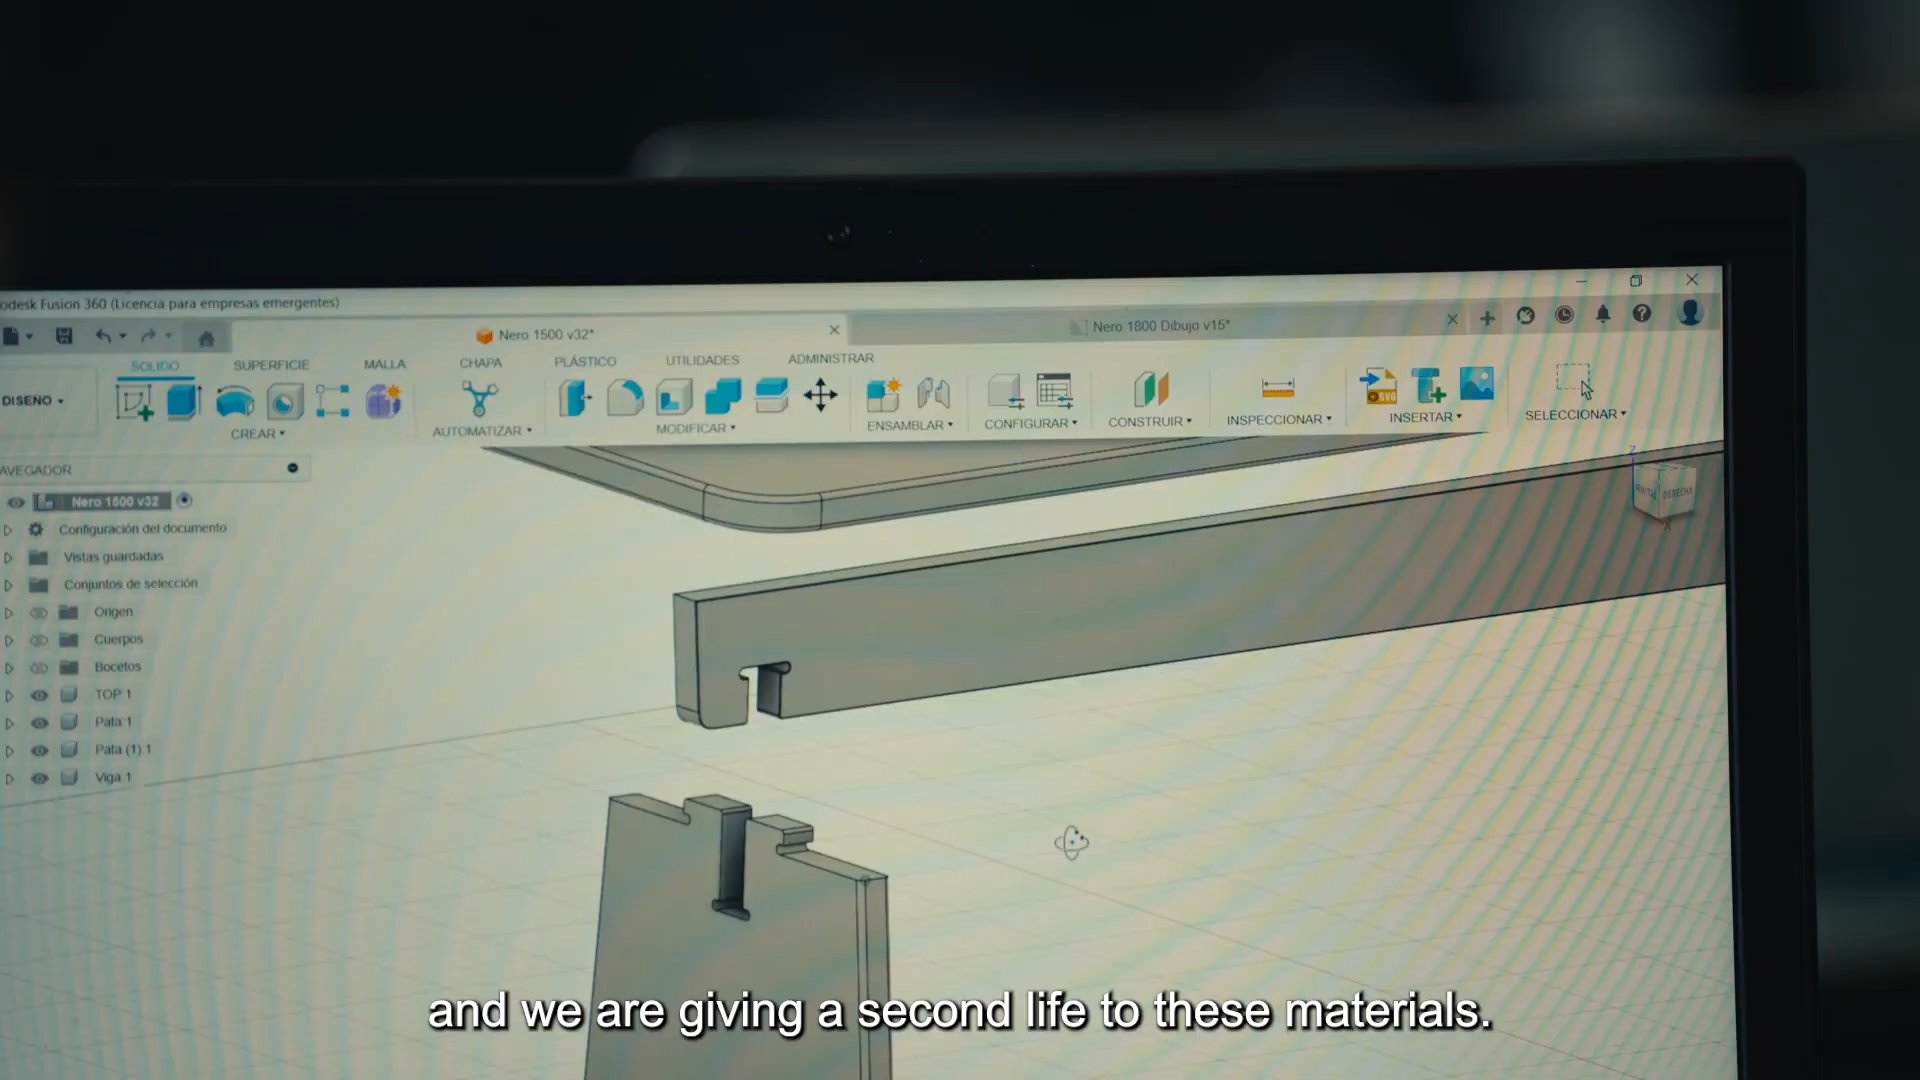 odesk Fusion 360 (Licencia para empresas emergentes)
Nero 1500 v32*
Nero 1800 Dibujo v15*
SOLIDO
SUPERFICIE
MALLA
CHAPA
PLÁSTICO
UTILIDADES
ADMINISTRAR
DISEÑO
CREAR
AUTOMATIZAR
MODIFICAR
ENSAMBLAR
CONFIGURAR
CONSTRUIR
INSPECCIONAR
SVG
INSERTAR
SELECCIONAR
AVEGADOR
Nero 1500 v32
Configuración del documento
Vistas guardadas
Conjuntos de selección
Origen
Cuerpos
Bocetos
TOP 1
Pata 1
Pata (1) 1
Viga 1
Z
DERECHA
X
and we are giving a second life to these materials.